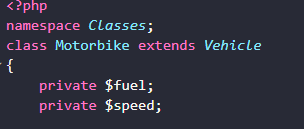 <?php
namespace Classes;
class Motorbike extends Vehicle
{
    private $fuel;
    private $speed;